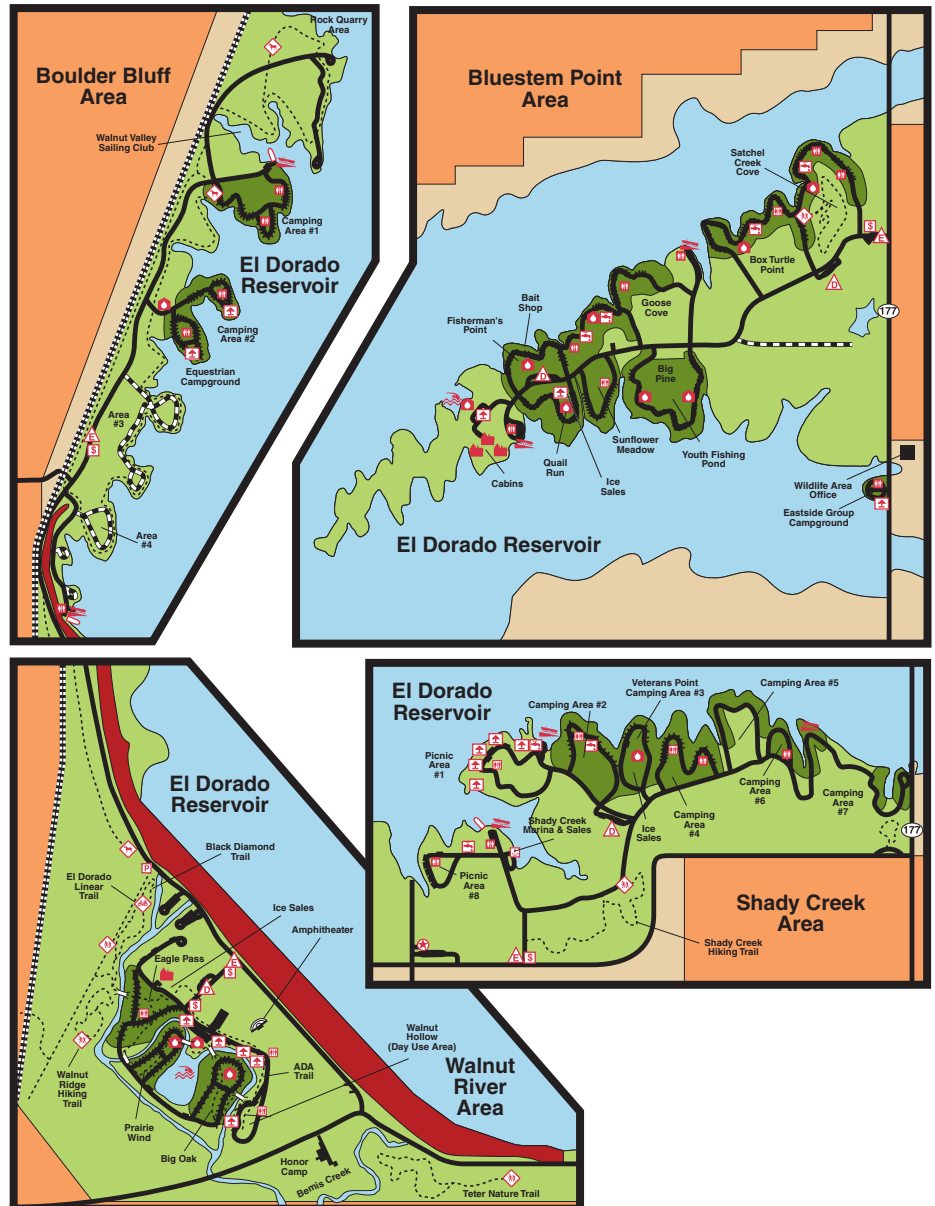 Rock Quarry
Area
Boulder Bluff
Area
Walnut Valley
Sailing Club
Camping
Area #1
El Dorado
Reservoir
Camping
Area #2
Equestrian
Campground
Area
#3
E
$
Area
#4
Bluestem Point
Area
Satchel
Creek
Cove
$
E
Box Turtle
Point
D
177
Goose
Cove
Bait
Shop
Fisherman's
Point
D
Big
Pine
Sunflower
Meadow
Youth Fishing
Pond
Quail
Run
Ice
Sales
Cabins
Wildlife Area
Office
Eastside Group
Campground
El Dorado Reservoir
El Dorado
Reservoir
Black Diamond
Trail
P
El Dorado
Linear
Trail
Ice Sales
Amphitheater
Eagle Pass
E
$
D
$
Walnut
Hollow
(Day Use Area)
ADA
Trail
Walnut
River
Area
Walnut
Ridge
Hiking
Trail
Prairie
Wind
Big Oak
Honor
Camp
Bemis Creek
Teter Nature Trail
El Dorado
Reservoir
Veterans Point
Camping Area #3
Camping Area #5
Camping Area #2
Picnic
Area
#1
Camping
Area
#6
Camping
Area
#7
Camping
Area
#4
Ice
Sales
D
177
Shady Creek
Marina & Sales
Picnic
Area
#8
Shady Creek
Area
Shady Creek
Hiking Trail
E
$